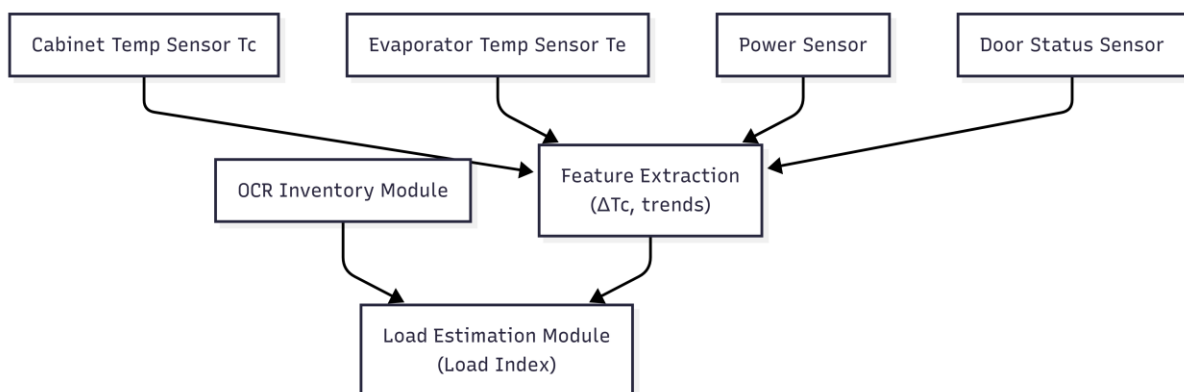 Cabinet Temp Sensor Tc
Evaporator Temp Sensor Te
Power Sensor
Door Status Sensor
OCR Inventory Module
Feature Extraction
(ΔTc, trends)
Load Estimation Module
(Load Index)